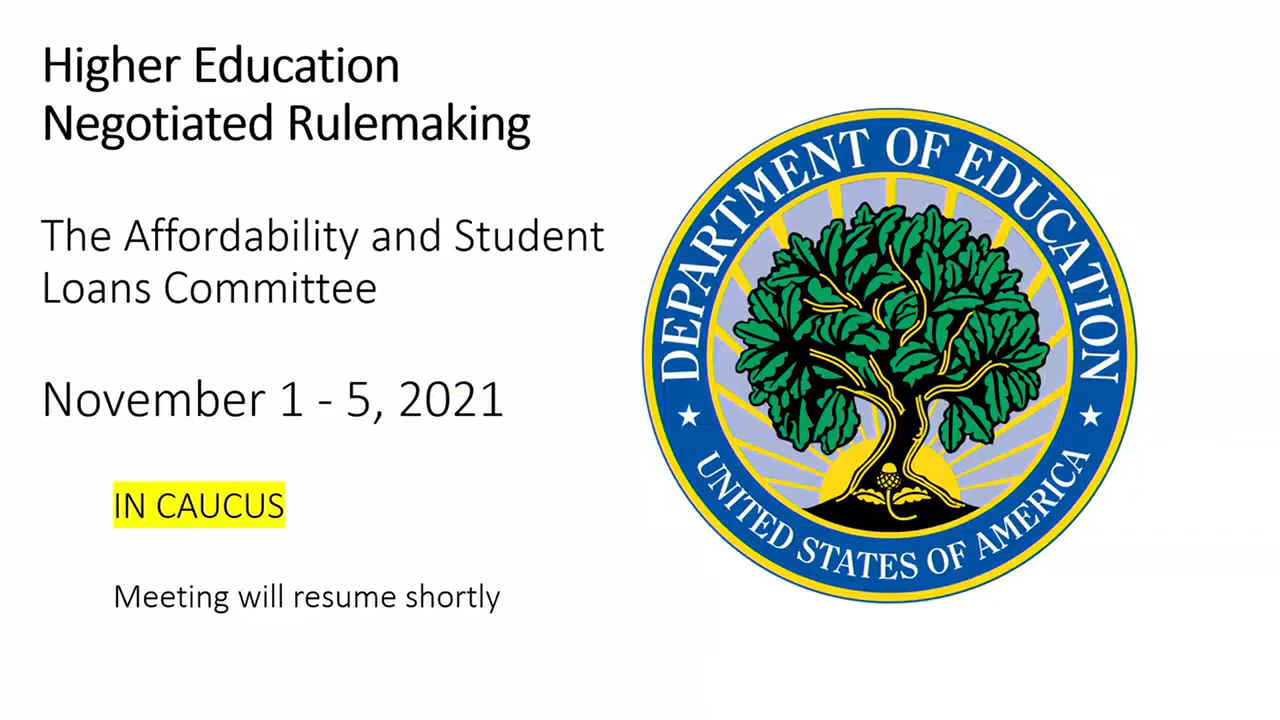 Higher Education
Negotiated Rulemaking
The Affordability and Student
Loans Committee
November 1 - 5, 2021
IN CAUCUS
Meeting will resume shortly
DEPARTMENT OF EDUCATION
UNITED STATES OF AMERICA